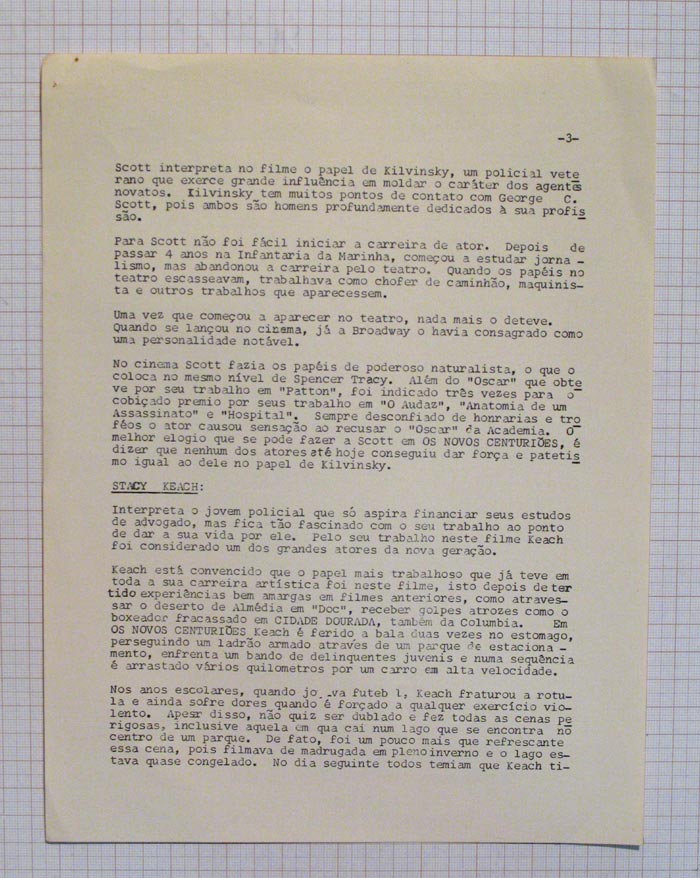 -3-
Scott interpreta no filme o papel de Kilvinsky, um policial vete
rano que exerce grande influência em moldar o caráter dos agentes
novatos. Kilvinsky tem muitos pontos de contato com George C.
Scott, pois ambos são homens profundamente dedicados à sua profis
são.
Para Scott não foi fácil iniciar a carreira de ator. Depois de
passar 4 anos na Infantaria da Marinha, começou a estudar jorna -
lismo, mas abandonou a carreira pelo teatro. Quando os papéis no
teatro escasseavam, trabalhava como chofer de caminhão, maquinis-
ta e outros trabalhos que aparecessem.
Uma vez que começou a aparecer no teatro, nada mais o deteve.
Quando se lançou no cinema, já a Broadway o havia consagrado como
uma personalidade notável.
No cinema Scott fazia os papéis de poderoso naturalista, o que o
coloca no mesmo nível de Spencer Tracy. Além do "Oscar" que obte
ve por seu trabalho em "Patton", foi indicado três vezes para o
cobiçado premio por seus trabalho em "O Audaz", "Anatomia de um
Assassinato" e "Hospital". Sempre desconfiado de honrarias e tro
féos o ator causou sensação ao recusar o "Oscar" da Academia. O
melhor elogio que se pode fazer a Scott em OS NOVOS CENTURIÕES, é
dizer que nenhum dos atores até hoje conseguiu dar força e patetis
mo igual ao dele no papel de Kilvinsky.
STACY KEACH:
Interpreta o jovem policial que só aspira financiar seus estudos
de advogado, mas fica tão fascinado com o seu trabalho ao ponto
de dar a sua vida por ele. Pelo seu trabalho neste filme Keach
foi considerado um dos grandes atores da nova geração.
Keach está convencido que o papel mais trabalhoso que já teve em
toda a sua carreira artística foi neste filme, isto depois de ter
tido experiências bem amargas em filmes anteriores, como atraves-
sar o deserto de Almédia em "Doc", receber golpes atrozes como o
boxeador fracassado em CIDADE DOURADA, também da Columbia. Em
OS NOVOS CENTURIÕES Keach é ferido a bala duas vezes no estomago,
perseguindo um ladrão armado através de um parque de estaciona -
mento, enfrenta um bando de delinquentes juvenis e numa sequência
é arrastado vários quilometros por um carro em alta velocidade.
Nos anos escolares, quando jo va futeb l, Keach fraturou a rotu-
la e ainda sofre dores quando é forçado a qualquer exercício vio-
lento. Apesar disso, não quiz ser dublado e fez todas as cenas pe
rigosas, inclusive aquela em qua cai num lago que se encontra no
centro de um parque. De fato, foi um pouco mais que refrescante
essa cena, pois filmava de madrugada em pleno inverno e o lago es-
tava quase congelado. No dia seguinte todos temiam que Keach ti-